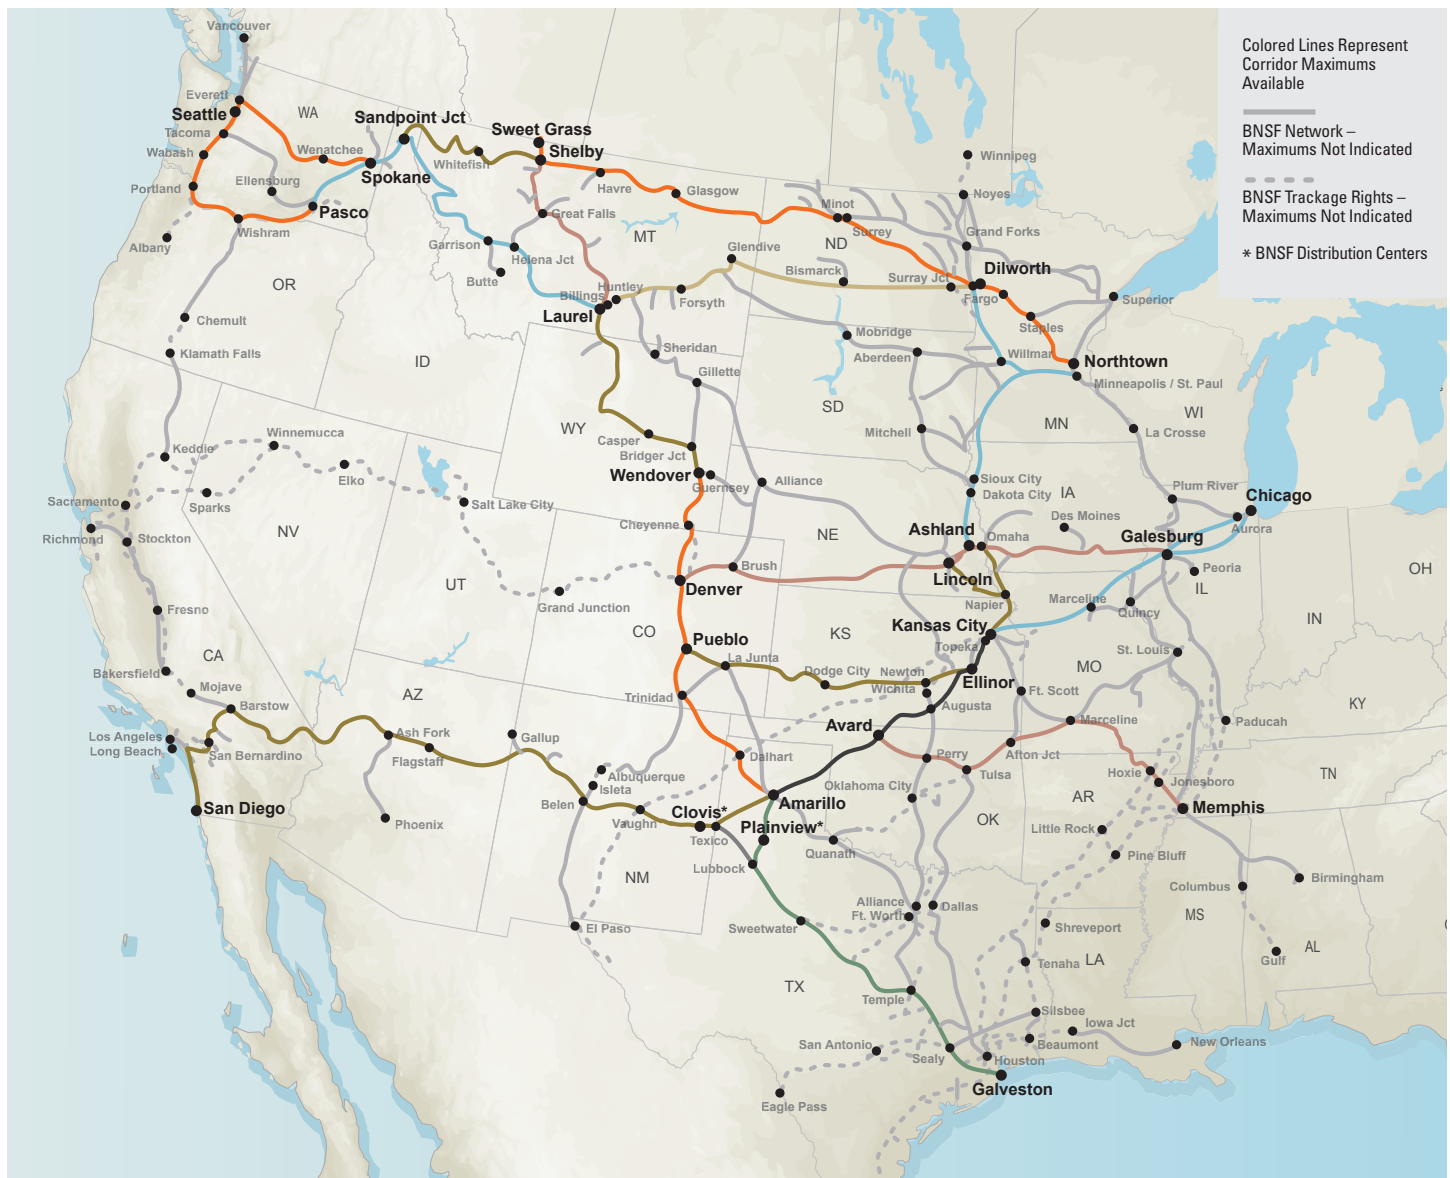 Colored Lines Represent
Corridor Maximums
Available
BNSF Network –
Maximums Not Indicated
BNSF Trackage Rights –
Maximums Not Indicated
* BNSF Distribution Centers
Vancouver
Everett
Seattle
WA
Sandpoint Jct
Sweet Grass
Tacoma
Shelby
Wabash
Wenatchee
Whitefish
Winnipeg
Spokane
Ellensburg
Portland
Havre
Glasgow
Noyes
Pasco
Minot
Great Falls
Wishram
Surrey
Grand Forks
Albany
MT
ND
Garrison
Helena Jct
Glendive
Butte
Bismarck
Surray Jct
Dilworth
OR
Huntley
Billings
Forsyth
Fargo
Superior
Laurel
Chemult
Staples
Mobridge
Klamath Falls
ID
Sheridan
Aberdeen
Willmar
Northtown
Gillette
Minneapolis / St. Paul
SD
WI
WY
MN
Winnemucca
Casper
Mitchell
La Crosse
Keddie
Bridger Jct
Elko
Wendover
Guernsey
Alliance
Sioux City
Dakota City
IA
Plum River
Chicago
Sacramento
Sparks
Salt Lake City
Cheyenne
Des Moines
Richmond
Stockton
NV
NE
Ashland
Omaha
Galesburg
Aurora
Brush
Peoria
OH
Lincoln
UT
Denver
IL
Grand Junction
Napier
Marceline
Quincy
Fresno
IN
Kansas City
CO
Pueblo
KS
Topeka
St. Louis
CA
La Junta
MO
Bakersfield
Dodge City
Newton
Ellinor
Mojave
AZ
Trinidad
Wichita
Ft. Scott
KY
Barstow
Augusta
Paducah
Los Angeles
Ash Fork
Gallup
Avard
Marceline
Long Beach
San Bernardino
Flagstaff
Dalhart
Perry
Afton Jct
Albuquerque
Tulsa
Hoxie
TN
Isleta
Oklahoma City
Jonesboro
San Diego
Belen
Amarillo
AR
Memphis
Phoenix
Vaughn
Clovis*
Plainview*
OK
Little Rock
Texico
Quanath
Pine Bluff
Lubbock
NM
Birmingham
Columbus
Alliance
Dallas
Ft. Worth
MS
El Paso
Sweetwater
Shreveport
AL
Tenaha
LA
Gulf
TX
Temple
Silsbee
Iowa Jct
San Antonio
Beaumont
New Orleans
Sealy
Houston
Galveston
Eagle Pass